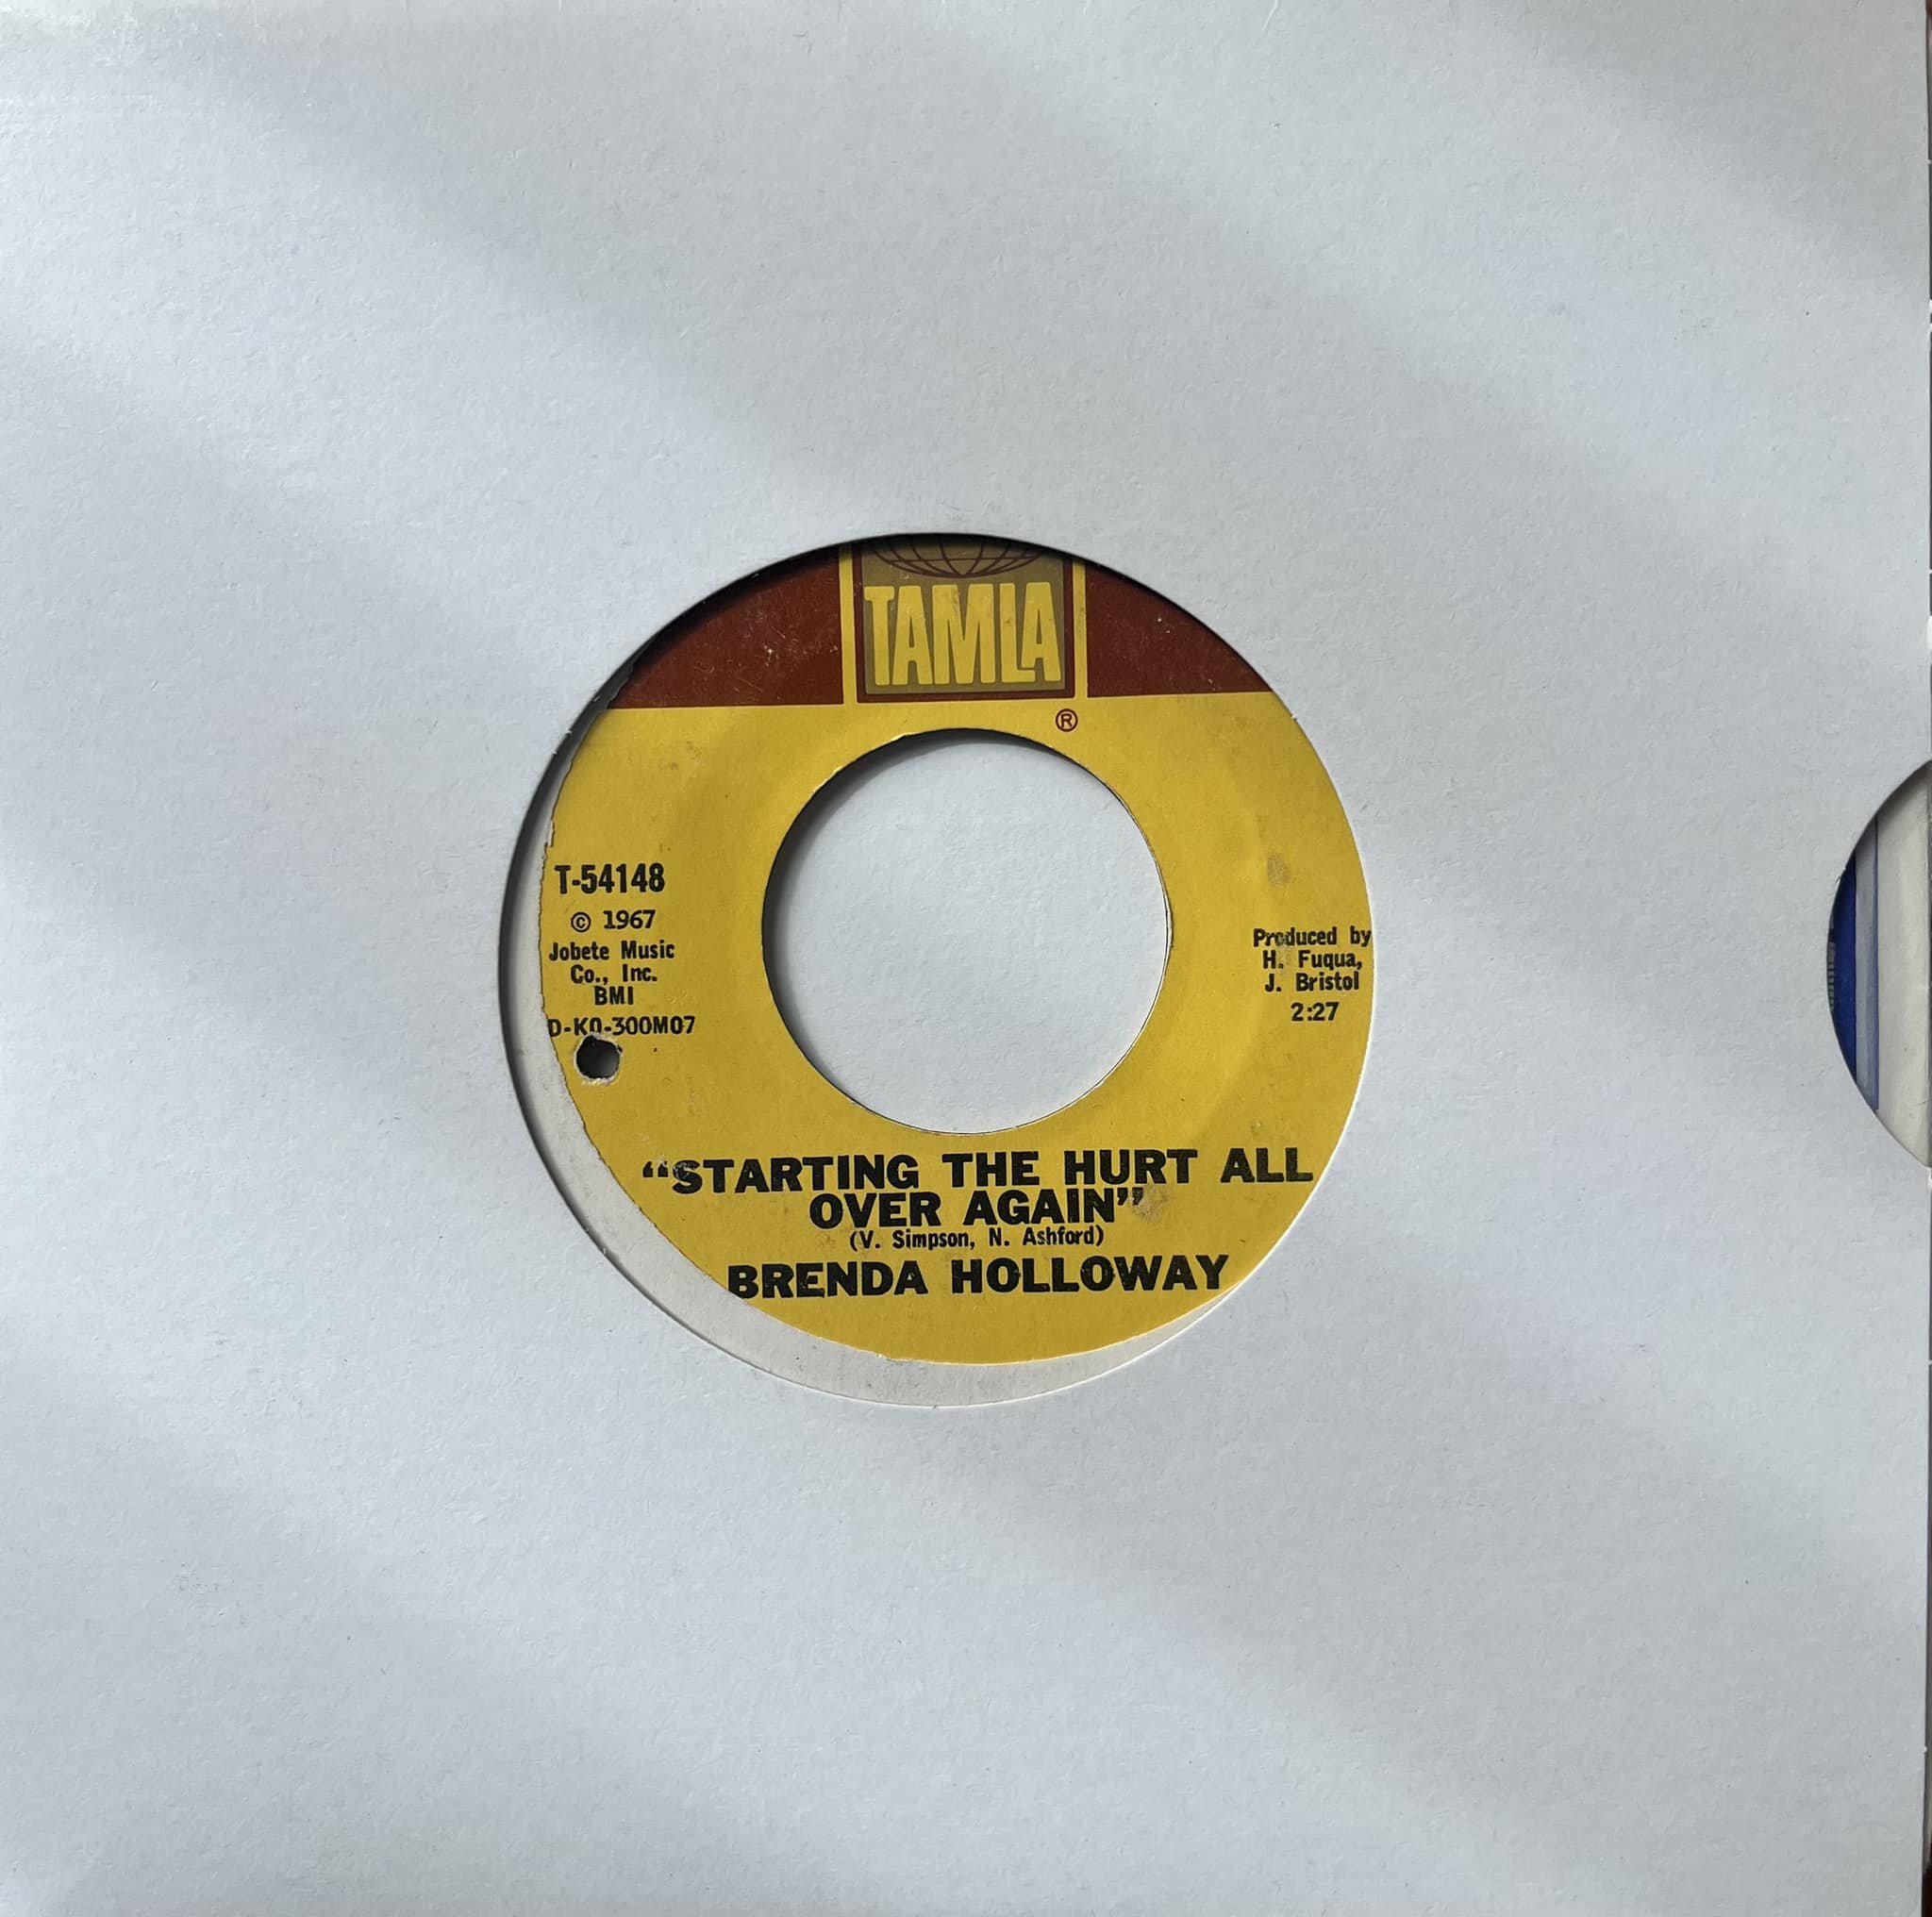 TAMLA
®
T-54148
© 1967
Jobete Music
Co., Inc.
BMI
D-KO-300M07
Produced by
H. Fuqua,
J. Bristol
2:27
“STARTING THE HURT ALL
OVER AGAIN”
(V. Simpson, N. Ashford)
BRENDA HOLLOWAY